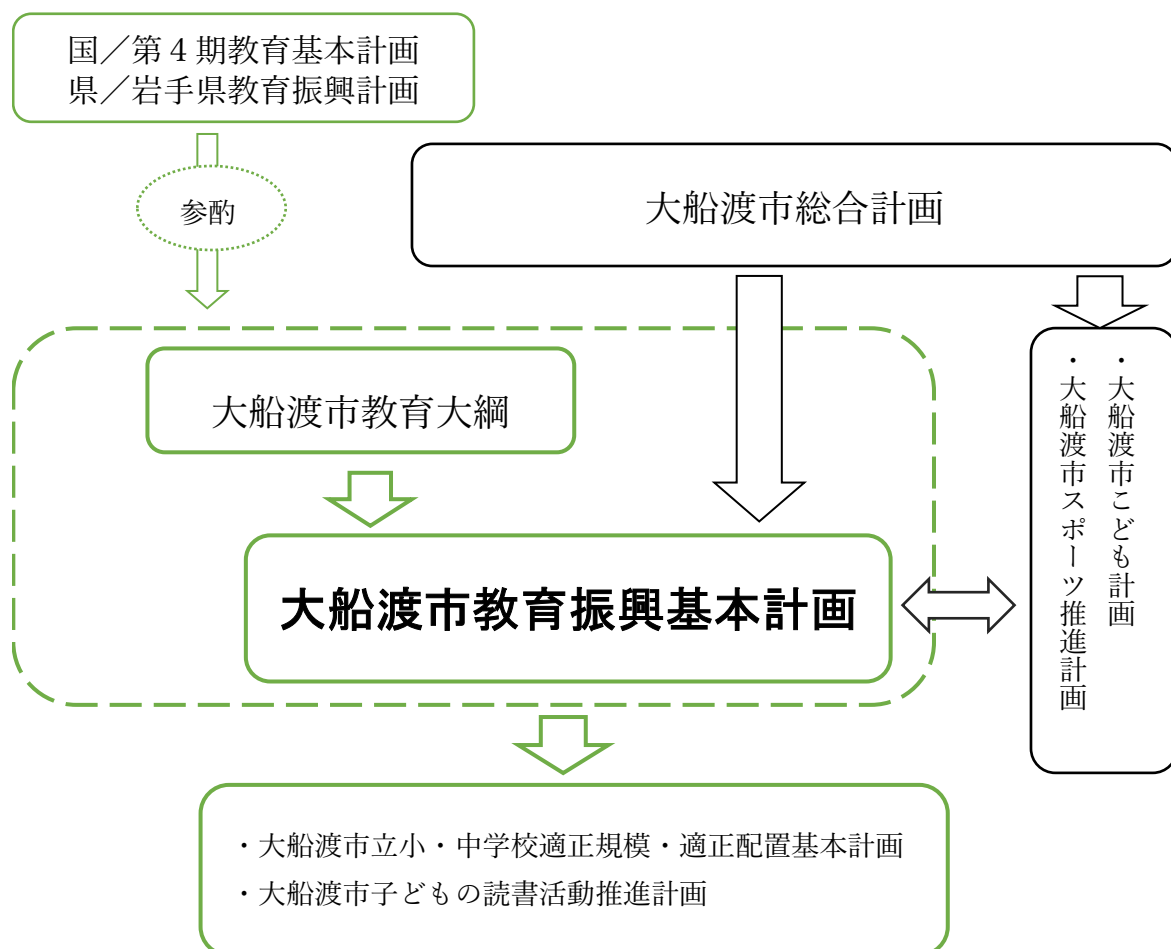 国／第４期教育基本計画
県／岩手県教育振興計画
参酌
大船渡市総合計画
大船渡市教育大綱
大船渡市教育振興基本計画
・大船渡市こども計画
・大船渡市スポーツ推進計画
・大船渡市立小・中学校適正規模・適正配置基本計画
・大船渡市子どもの読書活動推進計画